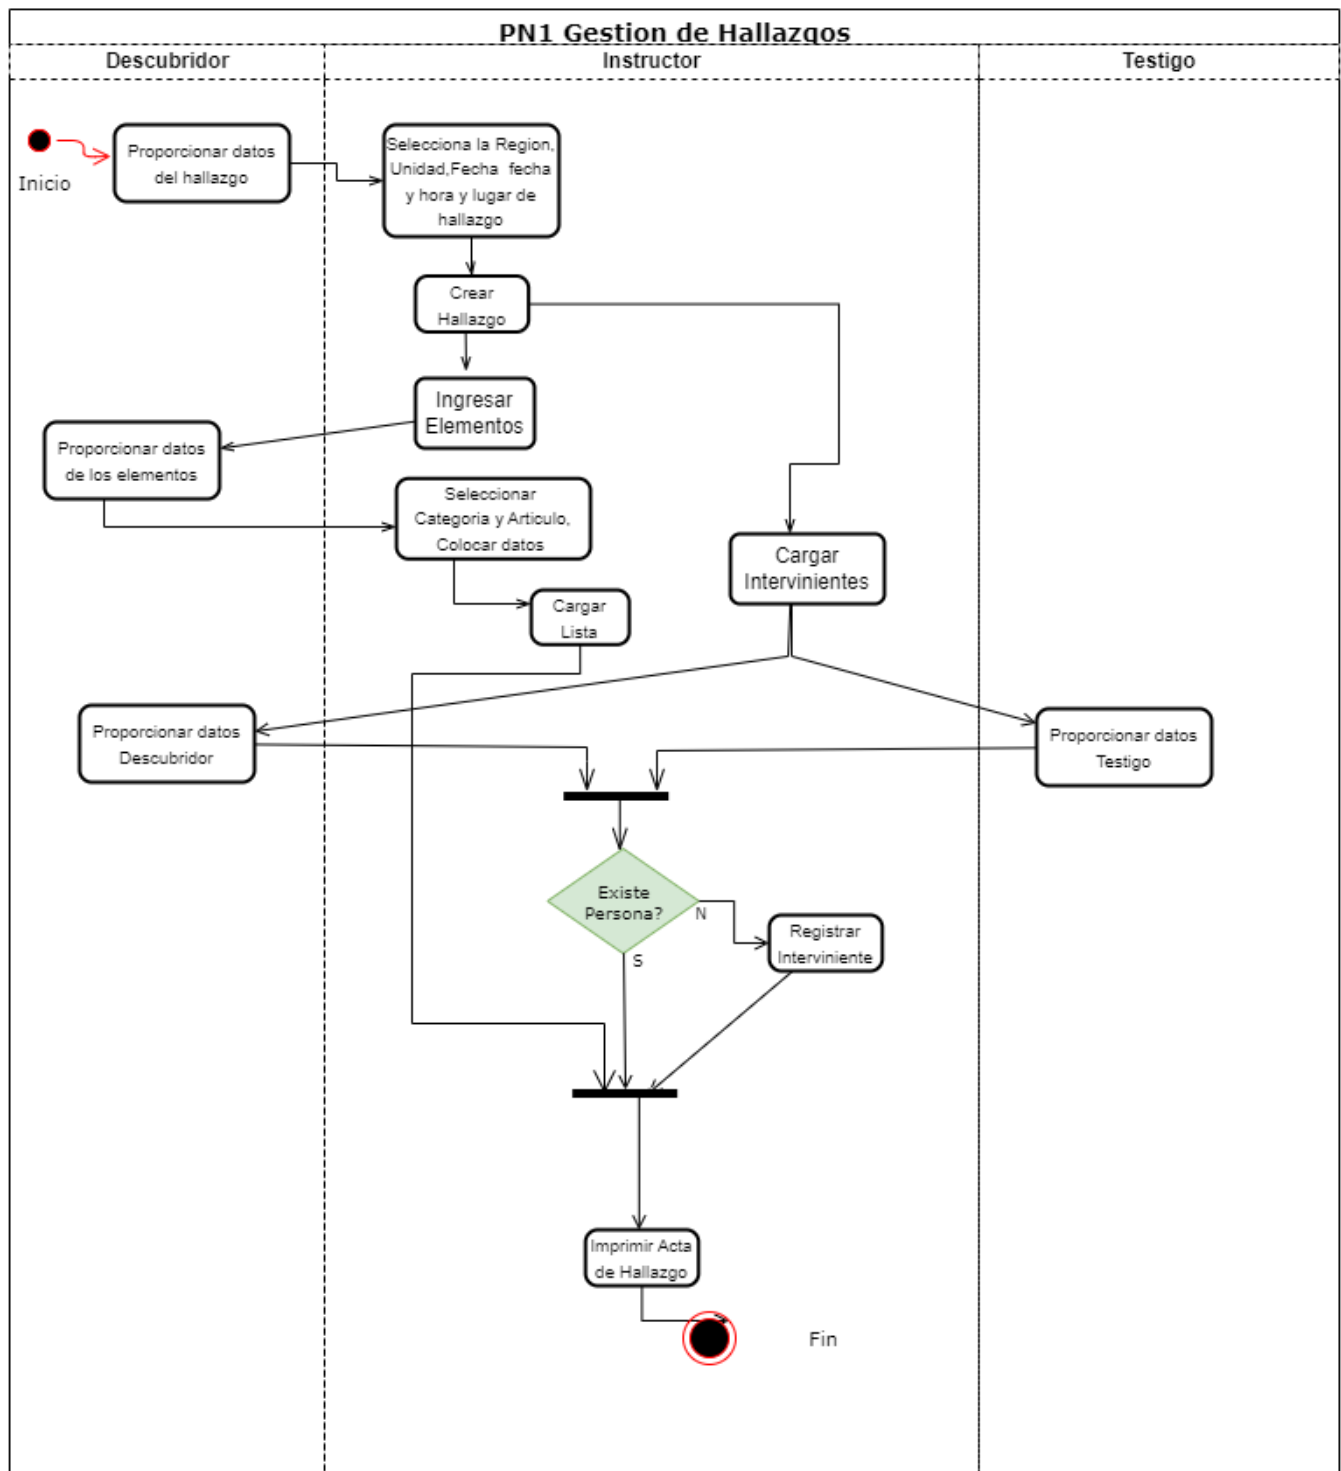 PN1 Gestion de Hallazgos
Descubridor
Instructor
Testigo
Inicio
Proporcionar datos
del hallazgo
Selecciona la Region,
Unidad,Fecha fecha
y hora y lugar de
hallazgo
Crear
Hallazgo
Ingresar
Elementos
Proporcionar datos
de los elementos
Seleccionar
Categoria y Articulo,
Colocar datos
Cargar
Intervinientes
Cargar
Lista
Proporcionar datos
Descubridor
Proporcionar datos
Testigo
Existe
Persona?
N
S
Registrar
Interviniente
Imprimir Acta
de Hallazgo
Fin